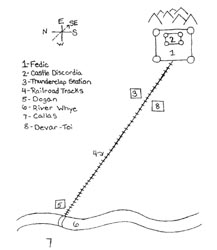 E
SE
N S
W
1-Fedic
2-Castle Discordia
3-Thunderclap Station
4-Railroad Tracks
5-Dogan
6-River Whye
7-Callas
8-Devar-Toi
2
1
3
8
4
5
6
7